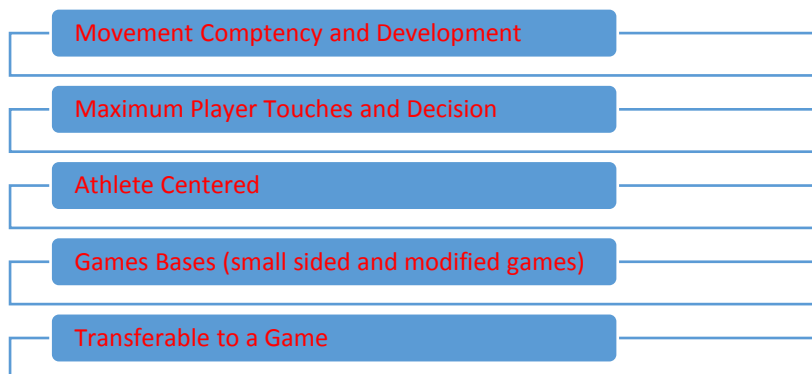 Movement Comptency and Development
Maximum Player Touches and Decision
Athlete Centered
Games Bases (small sided and modified games)
Transferable to a Game